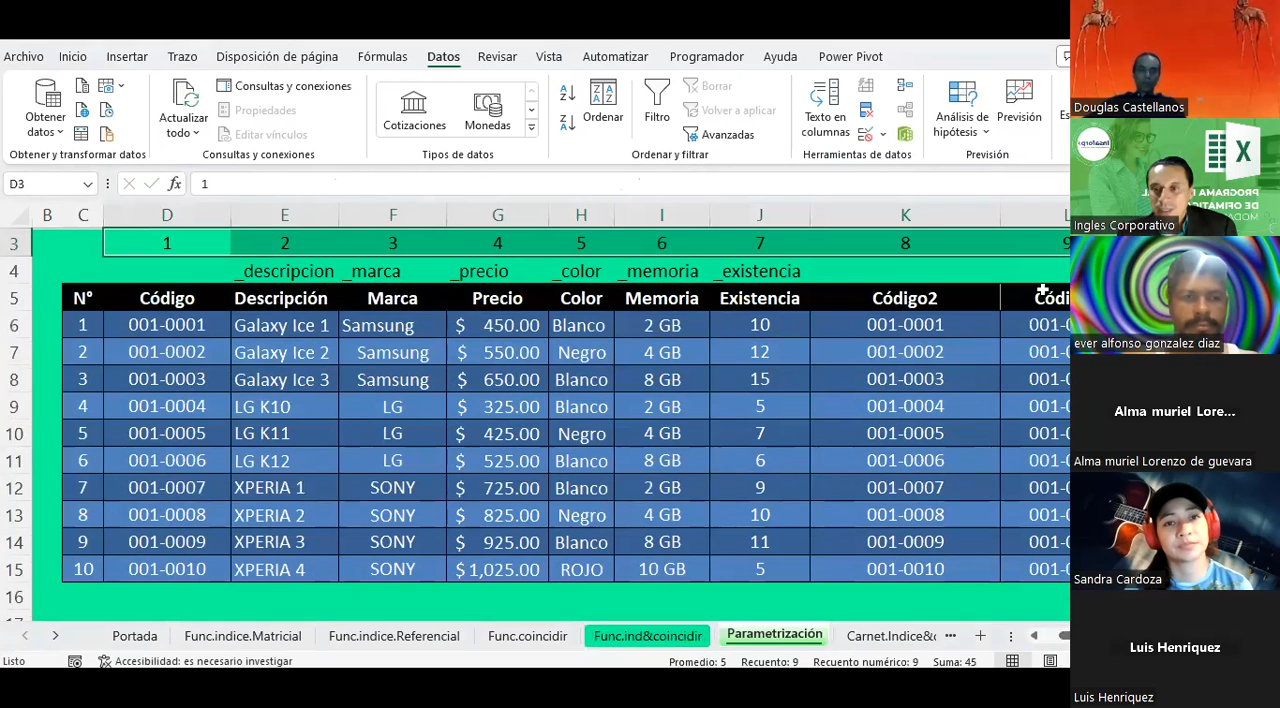 Archivo Inicio Insertar Trazo Disposición de página Fórmulas Datos Revisar Vista Automatizar Programador Ayuda Power Pivot
Obtener datos
Obtener y transformar datos
Actualizar todo
Consultas y conexiones
Propiedades
Editar vínculos
Consultas y conexiones
Cotizaciones Monedas
Tipos de datos
Ordenar
Filtro
Borrar
Volver a aplicar
Avanzadas
Ordenar y filtrar
Texto en columnas
Herramientas de datos
Análisis de hipótesis
Previsión
Previsión
D3 fx 1
B C D E F G H I J K L
3 1 2 3 4 5 6 7 8 9
4 _descripcion _marca _precio _color _memoria _existencia
5 N° Código Descripción Marca Precio Color Memoria Existencia Código2
6 1 001-0001 Galaxy Ice 1 Samsung $ 450.00 Blanco 2 GB 10 001-0001 001-
7 2 001-0002 Galaxy Ice 2 Samsung $ 550.00 Negro 4 GB 12 001-0002 001-
8 3 001-0003 Galaxy Ice 3 Samsung $ 650.00 Blanco 8 GB 15 001-0003 001-
9 4 001-0004 LG K10 LG $ 325.00 Blanco 2 GB 5 001-0004 001-
10 5 001-0005 LG K11 LG $ 425.00 Negro 4 GB 7 001-0005 001-
11 6 001-0006 LG K12 LG $ 525.00 Blanco 8 GB 6 001-0006 001-
12 7 001-0007 XPERIA 1 SONY $ 725.00 Blanco 2 GB 9 001-0007 001-
13 8 001-0008 XPERIA 2 SONY $ 825.00 Negro 4 GB 10 001-0008 001-
14 9 001-0009 XPERIA 3 SONY $ 925.00 Blanco 8 GB 11 001-0009 001-
15 10 001-0010 XPERIA 4 SONY $ 1,025.00 ROJO 10 GB 5 001-0010 001-
16
Portada Func.indice.Matricial Func.indice.Referencial Func.coincidir Func.ind&coincidir Parametrización Carnet.Indice&c ...
Listo Accesibilidad: es necesario investigar Promedio: 5 Recuento: 9 Recuento numérico: 9 Suma: 45
Douglas Castellanos
Ingles Corporativo
ever alfonso gonzalez diaz
Alma muriel Lore...
Alma muriel Lorenzo de guevara
Sandra Cardoza
Luis Henriquez
Luis Henriquez